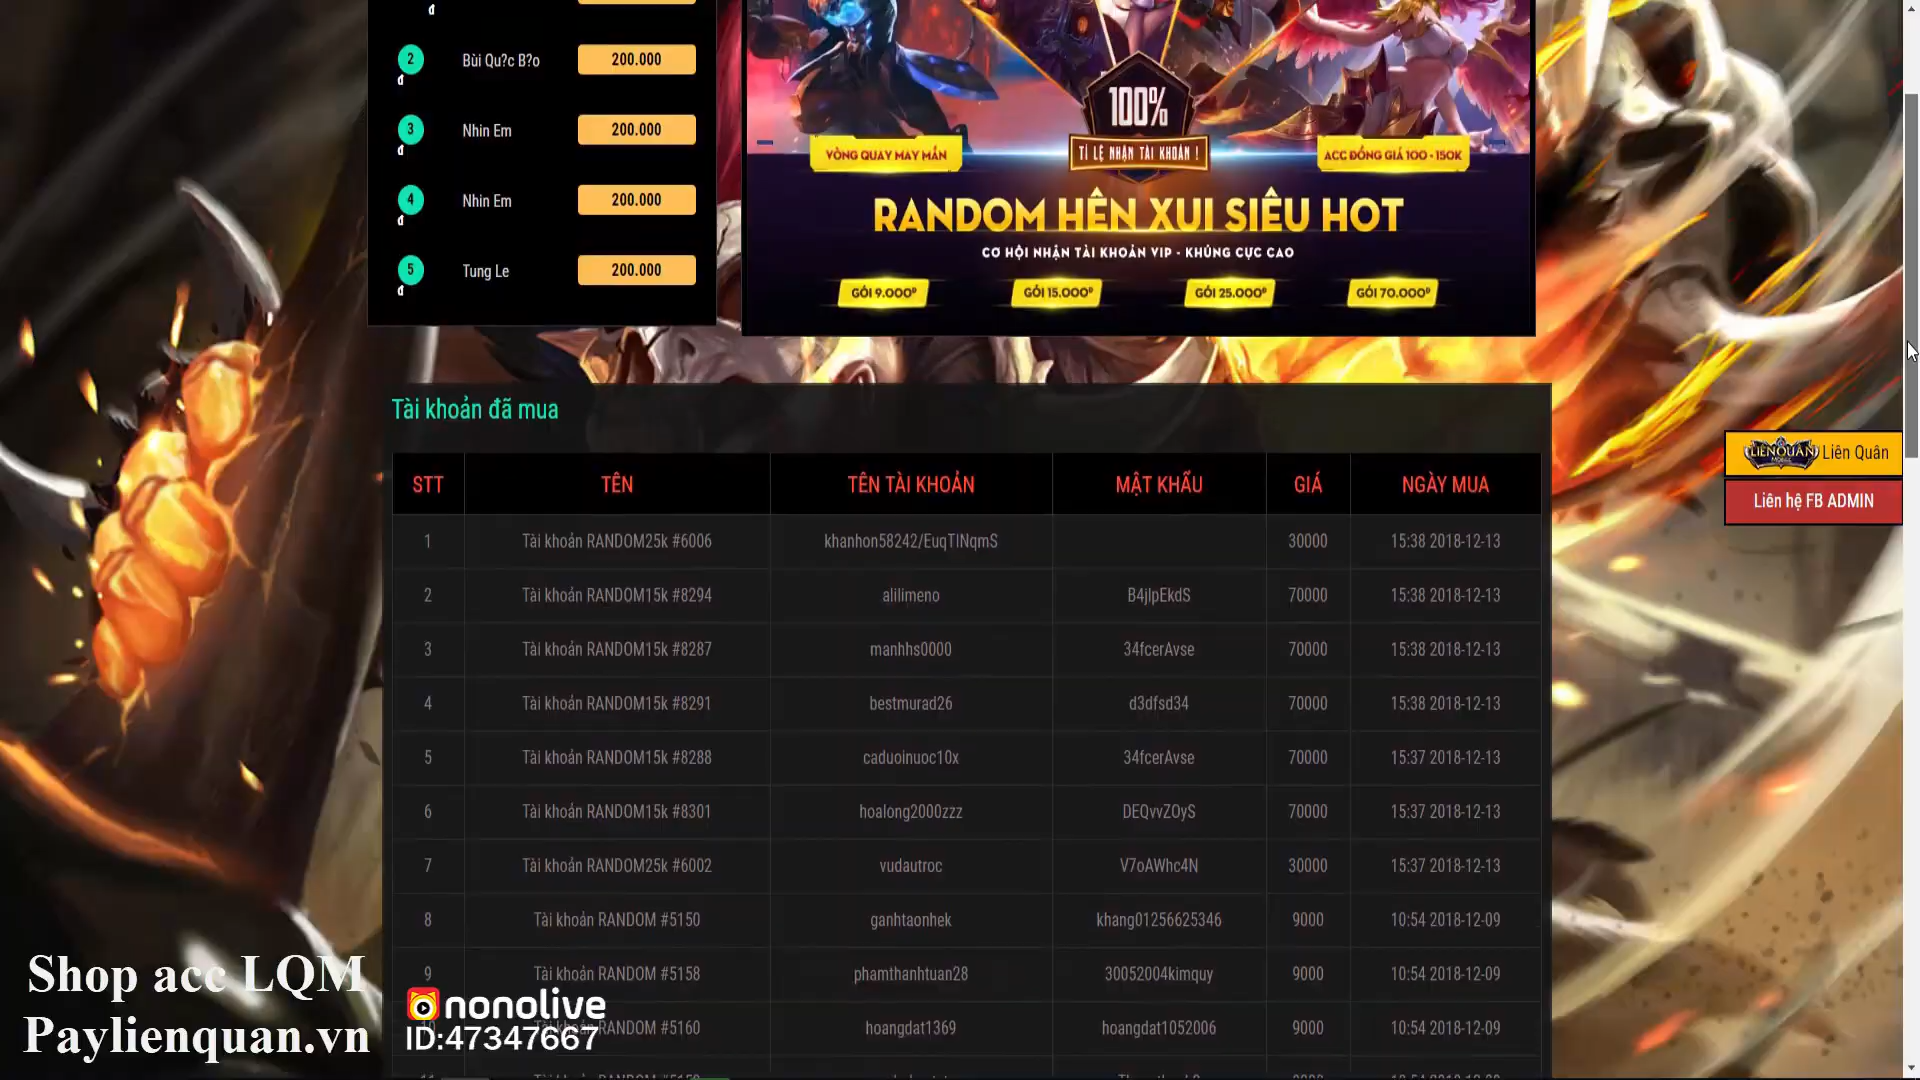 đ
2 Bùi Qu?c B?o 200.000
đ
3 Nhin Em 200.000
đ
4 Nhin Em 200.000
đ
5 Tung Le 200.000
đ
100%
TỈ LỆ NHẬN TÀI KHOẢN !
VÒNG QUAY MAY MẮN
ACC ĐỒNG GIÁ 100 - 150K
RANDOM HÊN XUI SIÊU HOT
CƠ HỘI NHẬN TÀI KHOẢN VIP - KHỦNG CỰC CAO
GÓI 9.000Đ GÓI 15.000Đ GÓI 25.000Đ GÓI 70.000Đ
Tài khoản đã mua
LIENQUAN MOBILE Liên Quân
Liên hệ FB ADMIN
STT TÊN TÊN TÀI KHOẢN MẬT KHẨU GIÁ NGÀY MUA
1 Tài khoản RANDOM25k #6006 khanhon58242/EuqTINqmS 30000 15:38 2018-12-13
2 Tài khoản RANDOM15k #8294 alilimeno B4jlpEkdS 70000 15:38 2018-12-13
3 Tài khoản RANDOM15k #8287 manhhs0000 34fcerAvse 70000 15:38 2018-12-13
4 Tài khoản RANDOM15k #8291 bestmurad26 d3dfsd34 70000 15:38 2018-12-13
5 Tài khoản RANDOM15k #8288 caduoinuoc10x 34fcerAvse 70000 15:37 2018-12-13
6 Tài khoản RANDOM15k #8301 hoalong2000zzz DEQvvZOyS 70000 15:37 2018-12-13
7 Tài khoản RANDOM25k #6002 vudautroc V7oAWhc4N 30000 15:37 2018-12-13
8 Tài khoản RANDOM #5150 ganhtaonhek khang01256625346 9000 10:54 2018-12-09
9 Tài khoản RANDOM #5158 phamthanhtuan28 30052004kimquy 9000 10:54 2018-12-09
10 Tài khoản RANDOM #5160 hoangdat1369 hoangdat1052006 9000 10:54 2018-12-09
Shop acc LQM
Paylienquan.vn
nonolive
ID:47347667